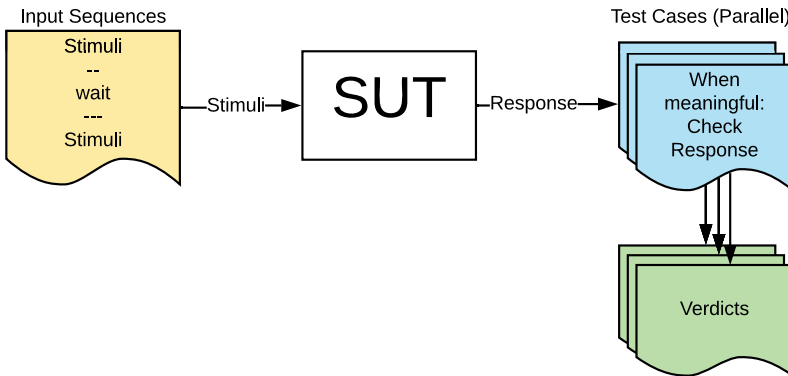 Input Sequences
Stimuli
--
wait
---
Stimuli
Stimuli
SUT
Response
Test Cases (Parallel)
When
meaningful:
Check
Response
Verdicts